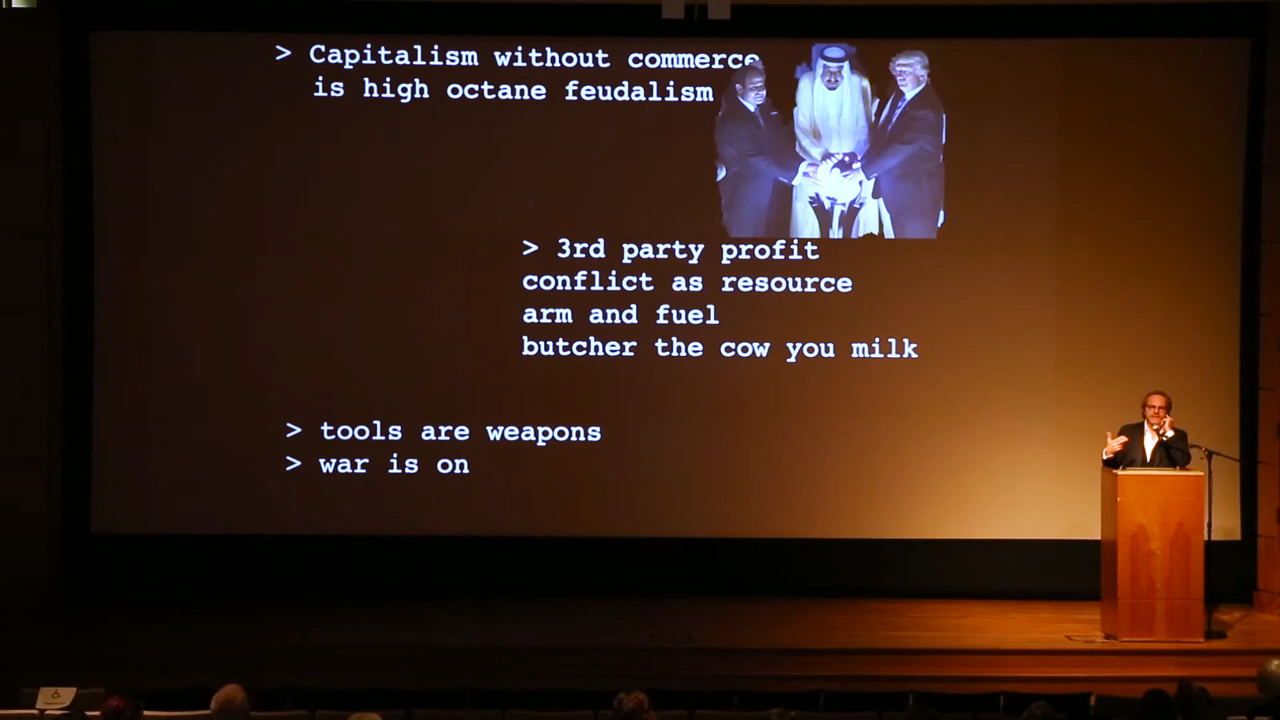 > Capitalism without commerce
is high octane feudalism
> 3rd party profit
conflict as resource
arm and fuel
butcher the cow you milk
> tools are weapons
> war is on